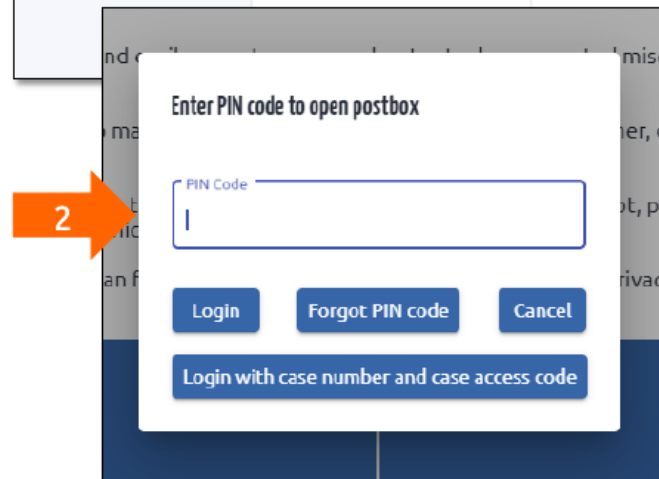 Enter PIN code to open postbox
PIN Code
2
Login Forgot PIN code Cancel
Login with case number and case access code